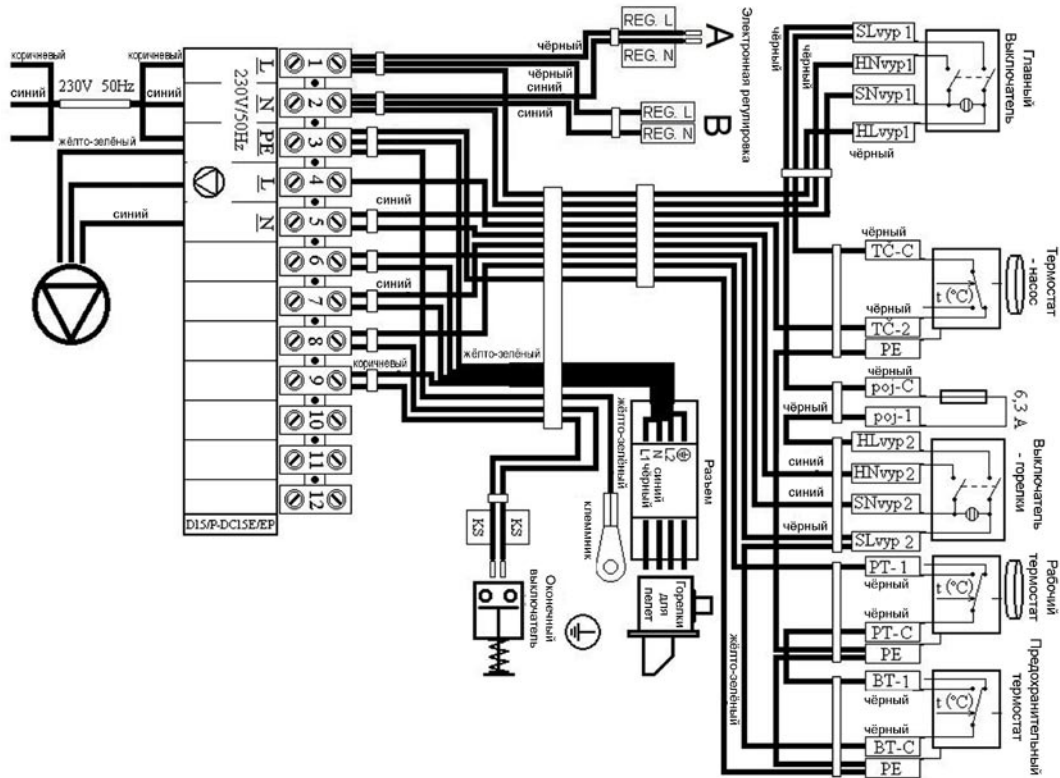 коричневый
синий
230V 50Hz
коричневый
синий
жёлто-зелёный
синий
L
N
230V/50Hz
PE
L
N
1
2
3
4
5
6
7
8
9
10
11
12
D15/P-DC15E/EP
чёрный
чёрный
синий
синий
REG. L
REG. N
A
REG. L
REG. N
B
Электронная регулировка
синий
синий
коричневый
жёлто-зелёный
жёлто-зелёный
клеммник
KS
KS
Оконечный
выключатель
L1
N
L2
чёрный
синий
Разъем
Горелки
для
пелет
жёлто-зелёный
чёрный
чёрный
SLvyp 1
HNvyp1
SNvyp1
HLvyp1
чёрный
Главный
Выключатель
чёрный
TČ-C
t (°C)
чёрный
TČ-2
PE
Термостат
- насос
чёрный
poj-C
чёрный
poj-1
6,3 A
HLvyp 2
синий
HNvyp 2
синий
SNvyp 2
чёрный
SLvyp 2
Выключатель
- горелки
PT- 1
чёрный
t (°C)
чёрный
PT-C
PE
Рабочий
термостат
BT-1
чёрный
t (°C)
чёрный
BT-C
PE
Предохранительный
термостат